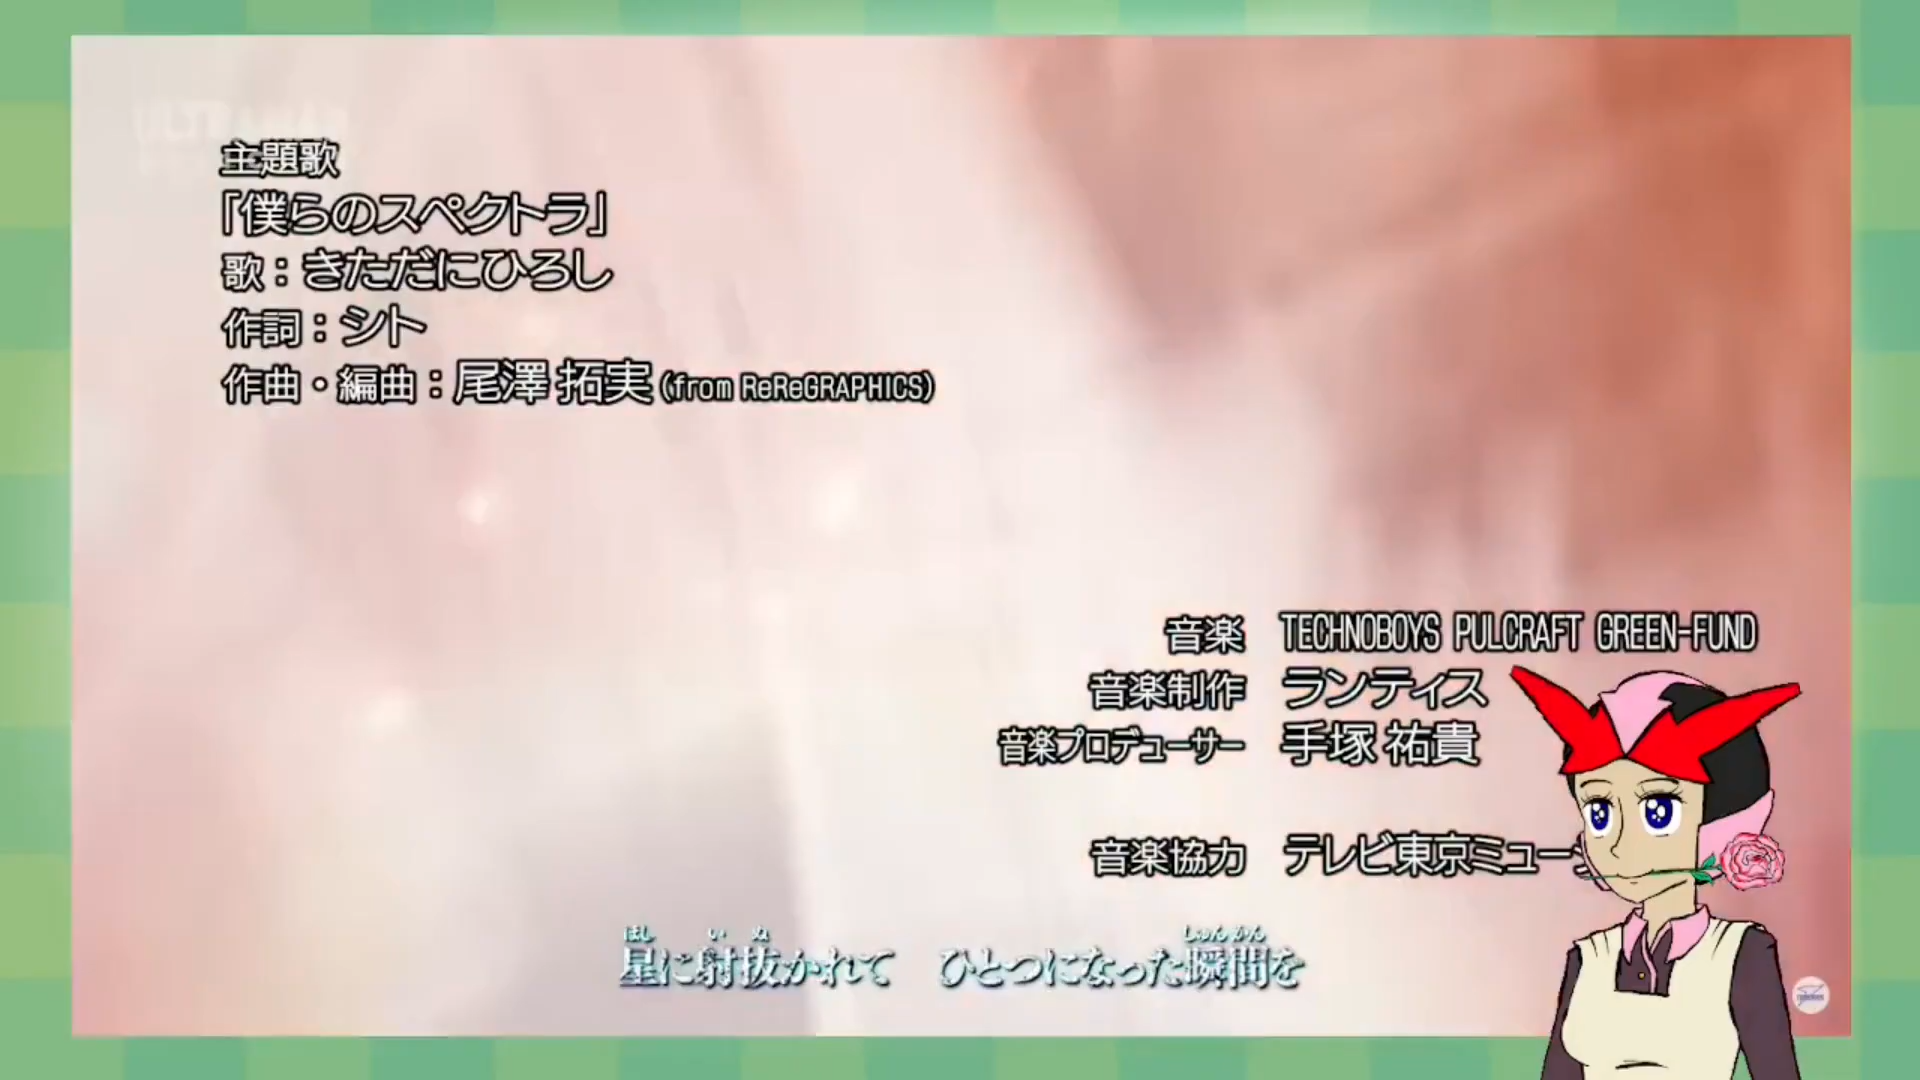 ULTRAMAN
主題歌
「僕らのスペクトラ」
歌：きただにひろし
作詞：シト
作曲・編曲：尾澤 拓実(from ReReGRAPHICS)
音楽 TECHNOBOYS PULCRAFT GREEN-FUND
音楽制作 ランティス
音楽プロデューサー 手塚 祐貴
音楽協力 テレビ東京ミュー
ほし い ぬ しゅんかん
星に射抜かれて ひとつになった瞬間を